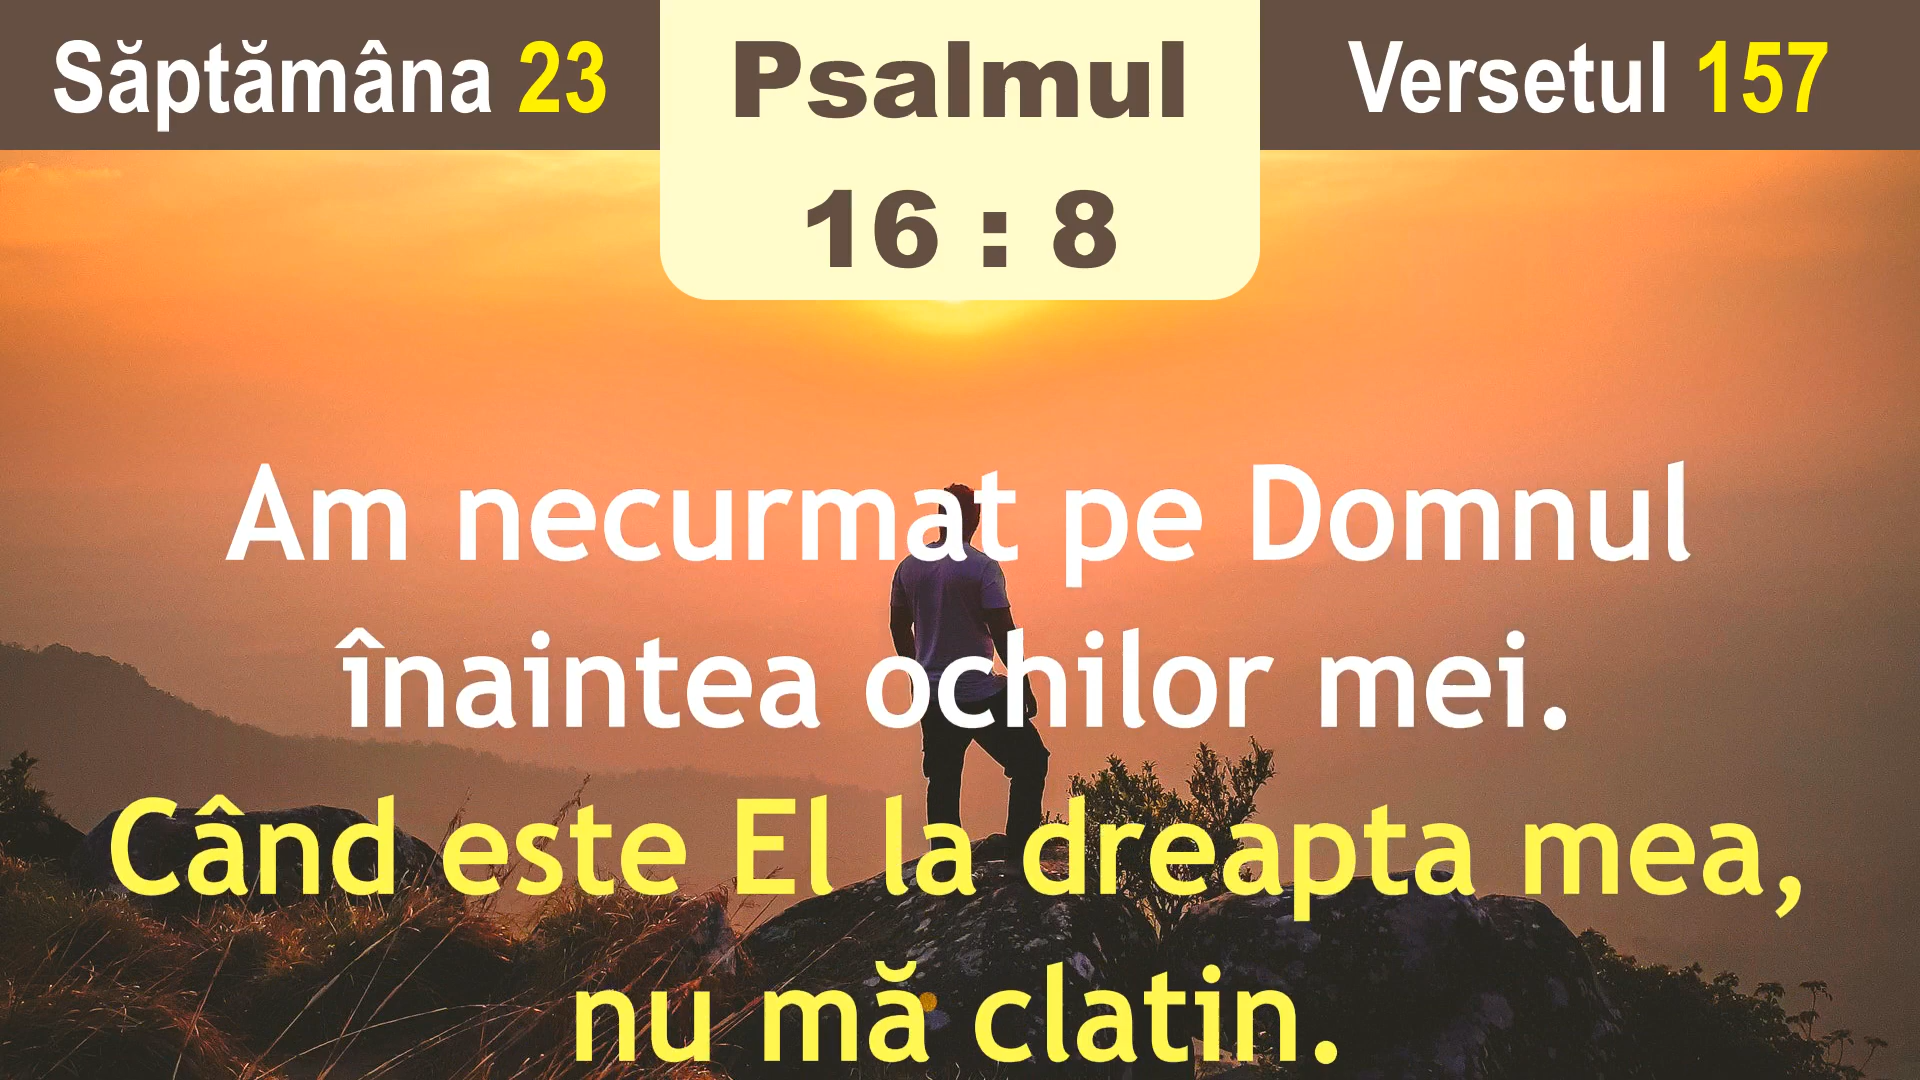 Săptămâna 23
Psalmul
16 : 8
Versetul 157
Am necurmat pe Domnul
înaintea ochilor mei.
Când este El la dreapta mea,
nu mă clatin.